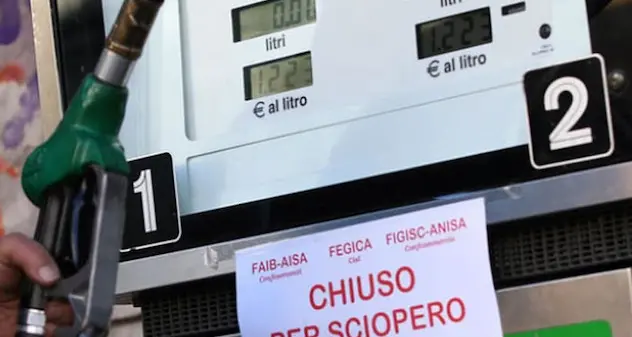 0.01
litri
litri
1.223
1.223
€ al litro
€ al litro
1
2
FAIB-AISA
FEGICA
FIGISC-ANISA
Confesercenti
Cisl
Confcommercio
CHIUSO
PER SCIOPERO